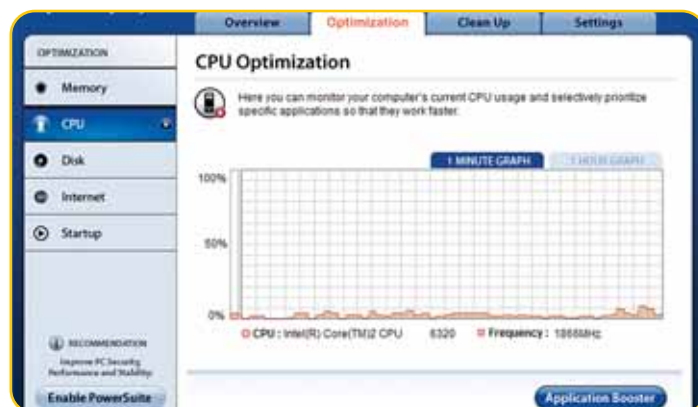 Overview
Optimization
Clean Up
Settings
OPTIMIZATION
Memory
CPU
Disk
Internet
Startup
RECOMMENDATION
Improve PC Security,
Performance and Stability.
Enable PowerSuite
CPU Optimization
Here you can monitor your computer's current CPU usage and selectively prioritize
specific applications so that they work faster.
1 MINUTE GRAPH
1 HOUR GRAPH
100%
50%
0%
CPU : Intel(R) Core(TM)2 CPU 6320 Frequency : 1866MHz
Application Booster